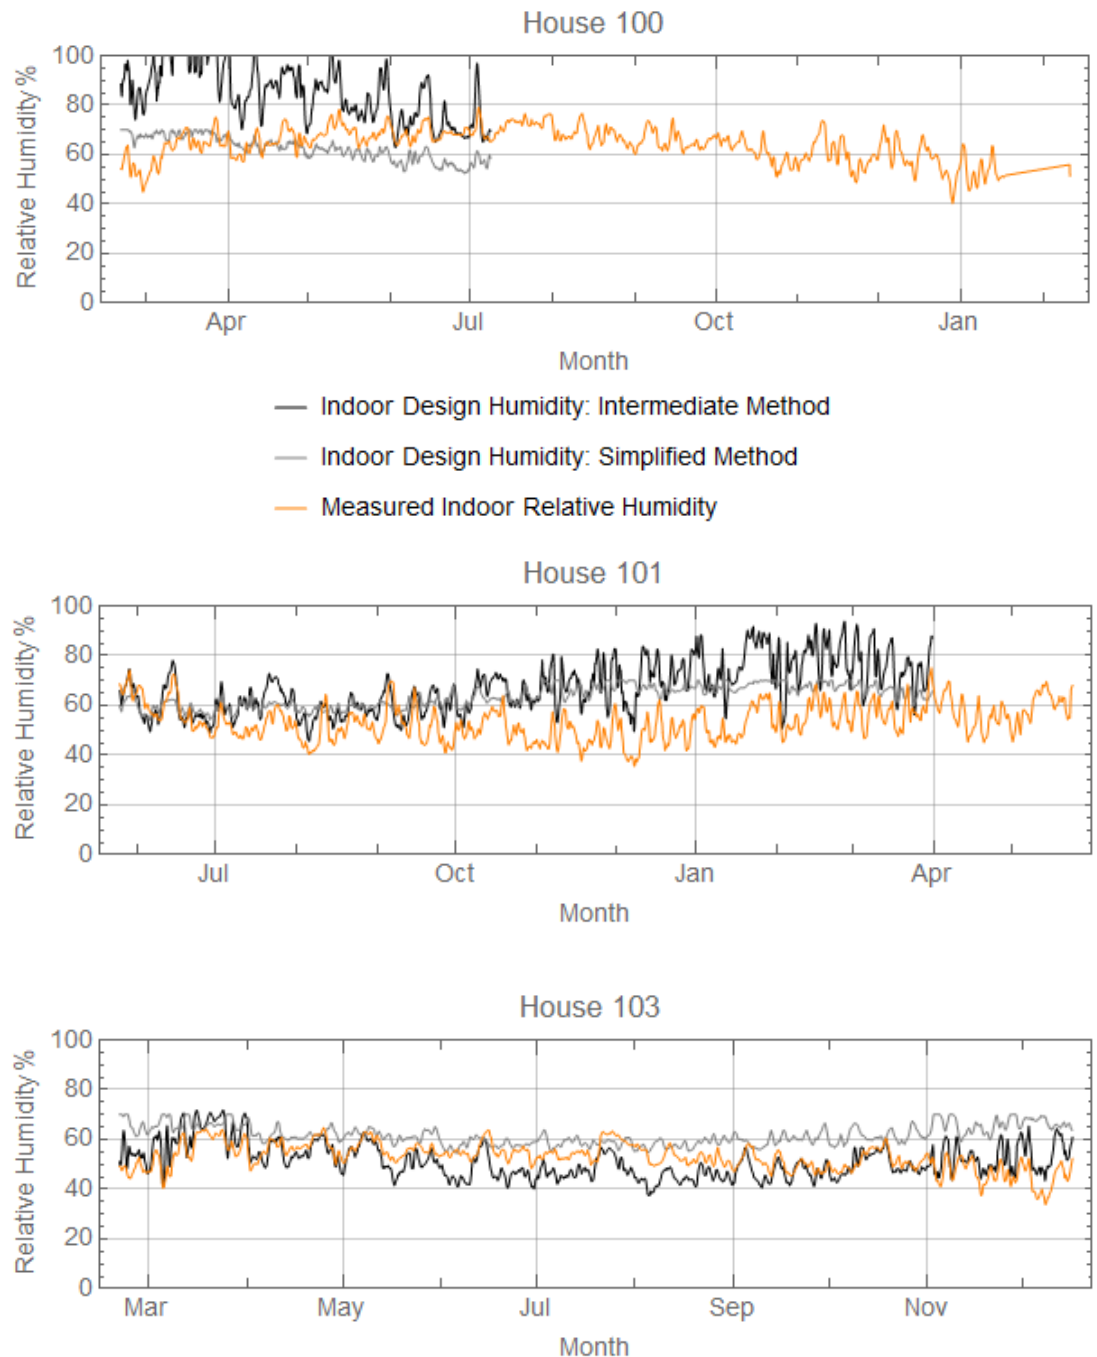 House 100
Relative Humidity %
100
80
60
40
20
0
Apr Jul Oct Jan
Month
Indoor Design Humidity: Intermediate Method
Indoor Design Humidity: Simplified Method
Measured Indoor Relative Humidity
House 101
Relative Humidity %
100
80
60
40
20
0
Jul Oct Jan Apr
Month
House 103
Relative Humidity %
100
80
60
40
20
0
Mar May Jul Sep Nov
Month